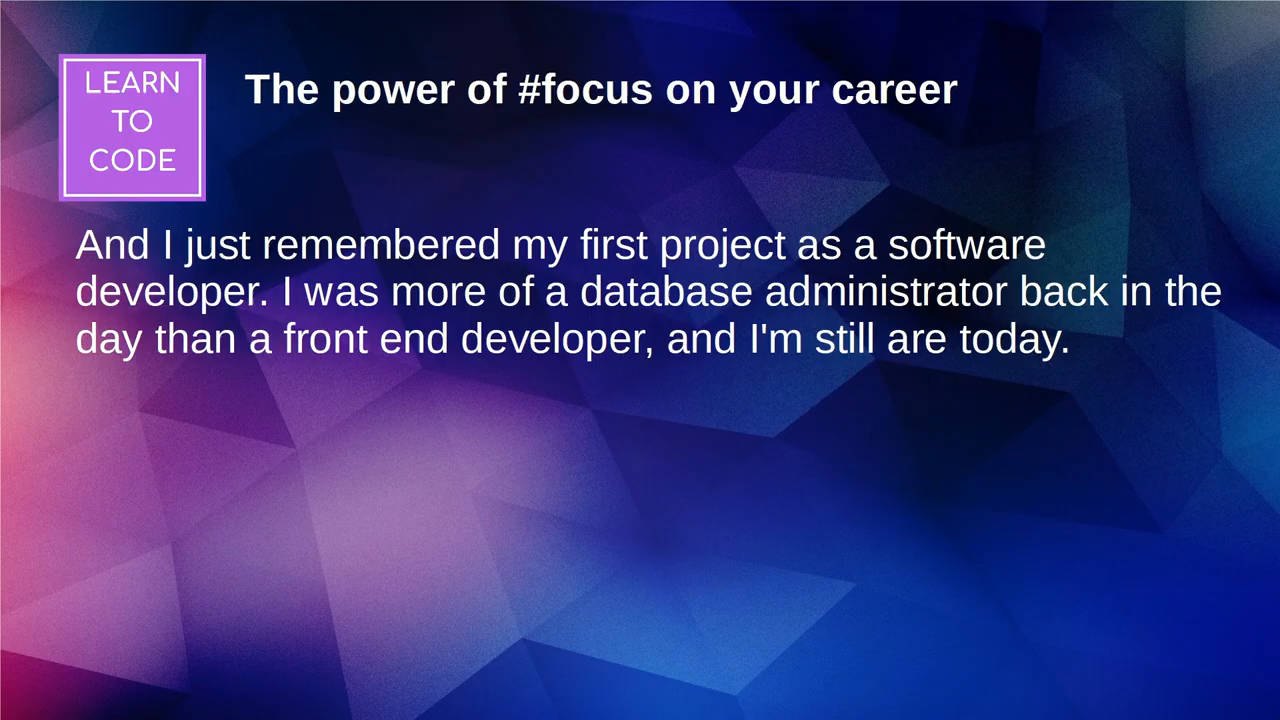 LEARN
TO
CODE
The power of #focus on your career
And I just remembered my first project as a software
developer. I was more of a database administrator back in the
day than a front end developer, and I'm still are today.